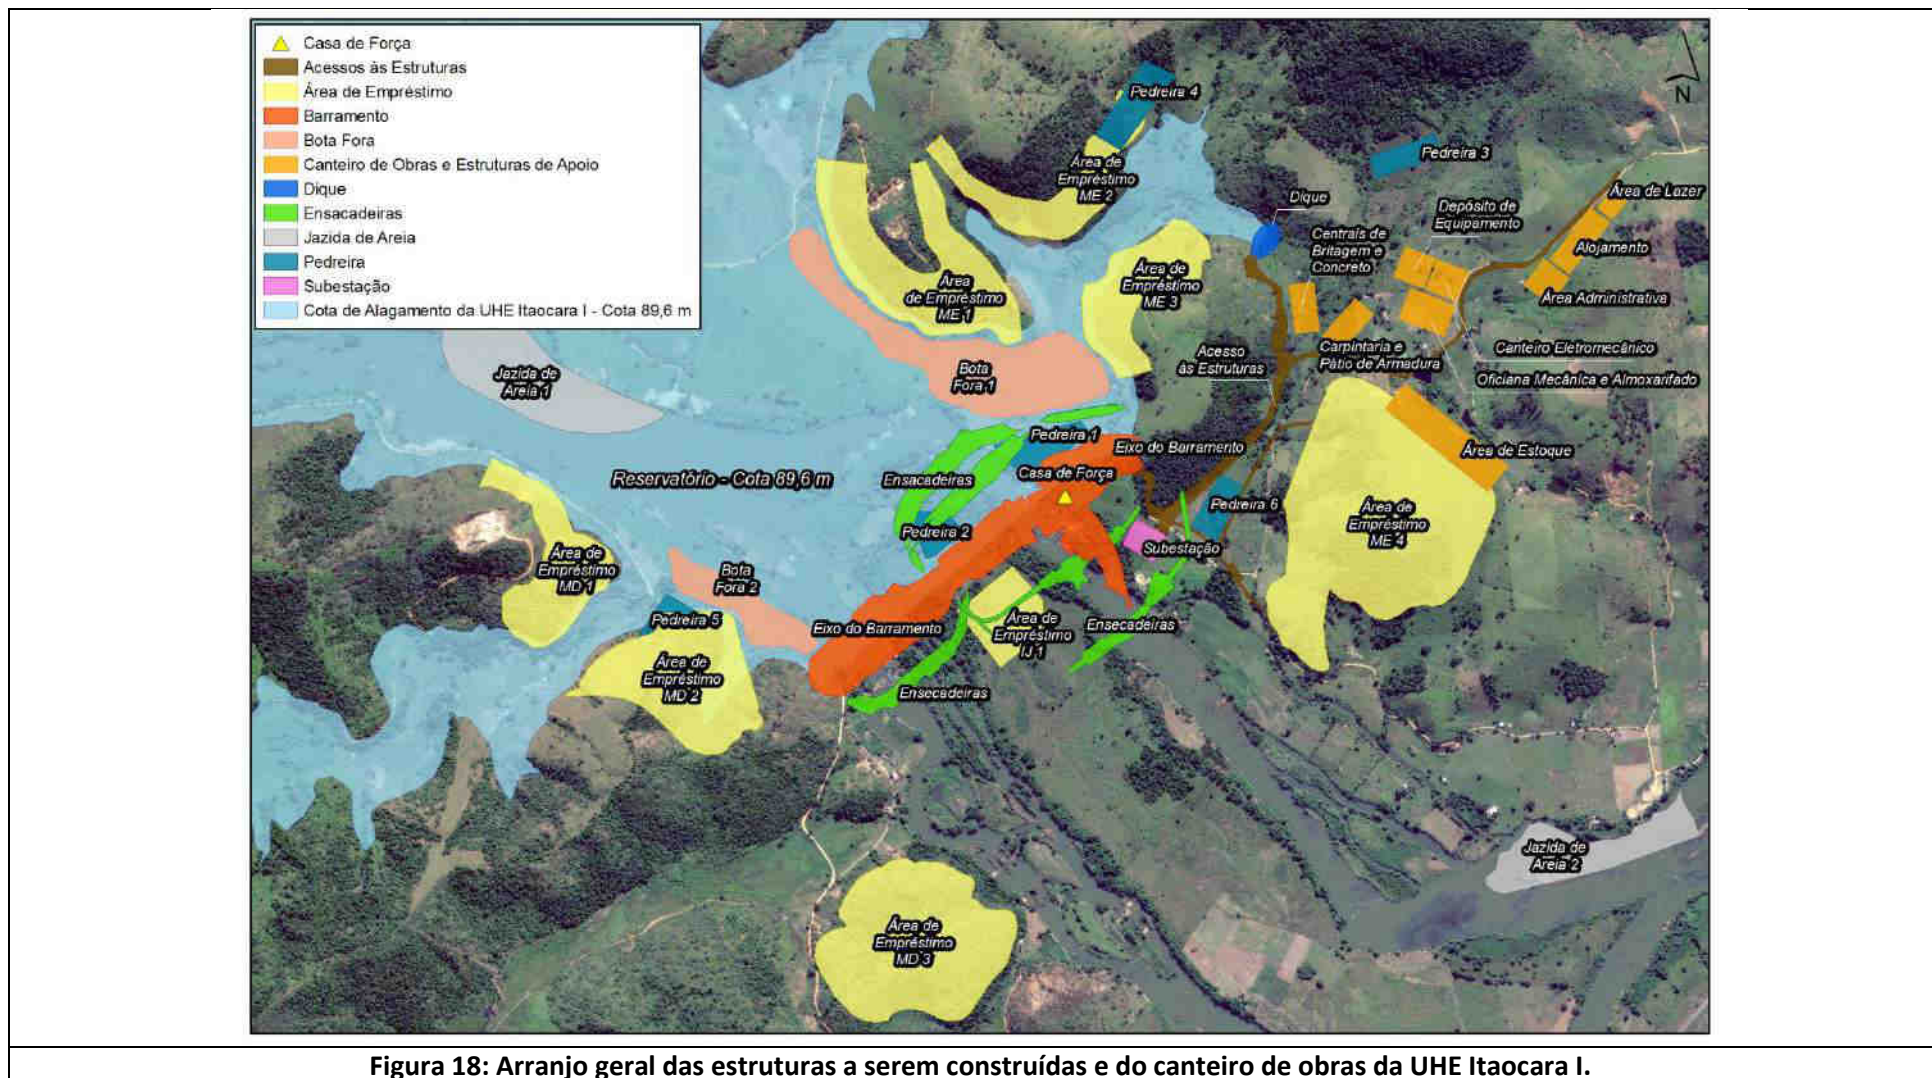 Casa de Força
Acessos às Estruturas
Área de Empréstimo
Barramento
Bota Fora
Canteiro de Obras e Estruturas de Apoio
Dique
Ensacadeiras
Jazida de Areia
Pedreira
Subestação
Cota de Alagamento da UHE Itaocara I - Cota 89,6 m
N
Pedreira 4
Pedreira 3
Área de
Empréstimo
ME 2
Área de Lazer
Dique
Depósito de
Equipamento
Centrais de
Britagem e
Concreto
Alojamento
Área
de Empréstimo
ME 1
Área de
Empréstimo
ME 3
Área Administrativa
Acesso
às Estruturas
Carpintaria e
Pátio de Armadura
Canteiro Eletromecânico
Oficiana Mecânica e Almoxarifado
Jazida de
Areia 1
Bota
Fora 1
Pedreira 1
Eixo do Barramento
Área de Estoque
Reservatório - Cota 89,6 m
Ensacadeiras
Casa de Força
Pedreira 2
Pedreira 6
Área de
Empréstimo
ME 4
Subestação
Área de
Empréstimo
MD 1
Bota
Fora 2
Pedreira 5
Eixo do Barramento
Área de
Empréstimo
IJ 1
Ensecadeiras
Área de
Empréstimo
MD 2
Ensecadeiras
Jazida de
Areia 2
Área de
Empréstimo
MD 3
Figura 18: Arranjo geral das estruturas a serem construídas e do canteiro de obras da UHE Itaocara I.